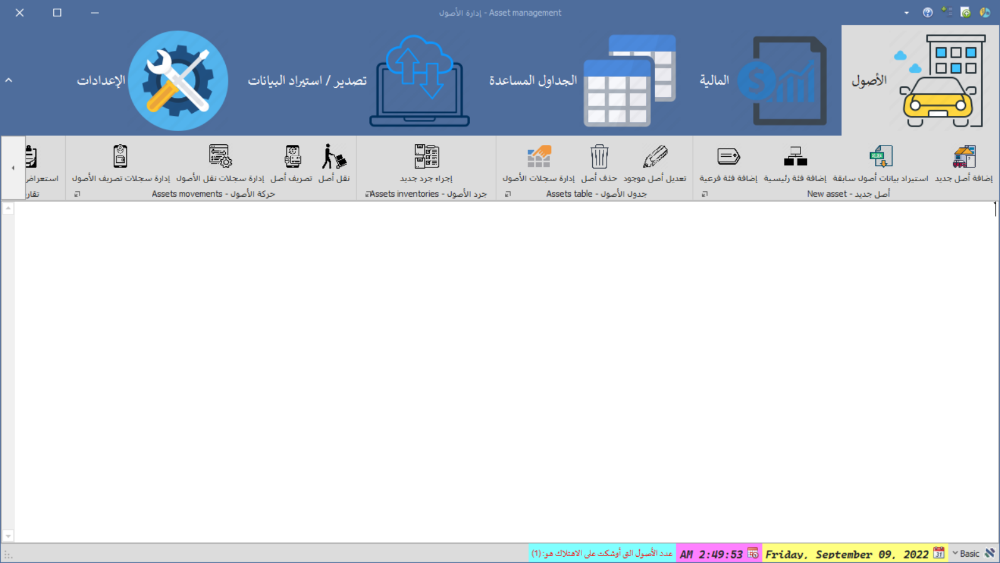 إدارة الأصول - Asset management
الأصول
المالية
الجداول المساعدة
تصدير / استيراد البيانات
الإعدادات
إضافة أصل جديد
استيراد بيانات أصول سابقة
إضافة فئة رئيسية
إضافة فئة فرعية
أصل جديد - New asset
تعديل أصل موجود
حذف أصل
إدارة سجلات الأصول
جدول الأصول - Assets table
إجراء جرد جديد
جرد الأصول - Assets inventories
نقل أصل
تصريف أصل
إدارة سجلات نقل الأصول
إدارة سجلات تصريف الأصول
حركة الأصول - Assets movements
استعراض
تقار
Basic
Friday, September 09, 2022
AM 2:49:53
عدد الأصول التي أوشكت على الاهتلاك هو: (1)